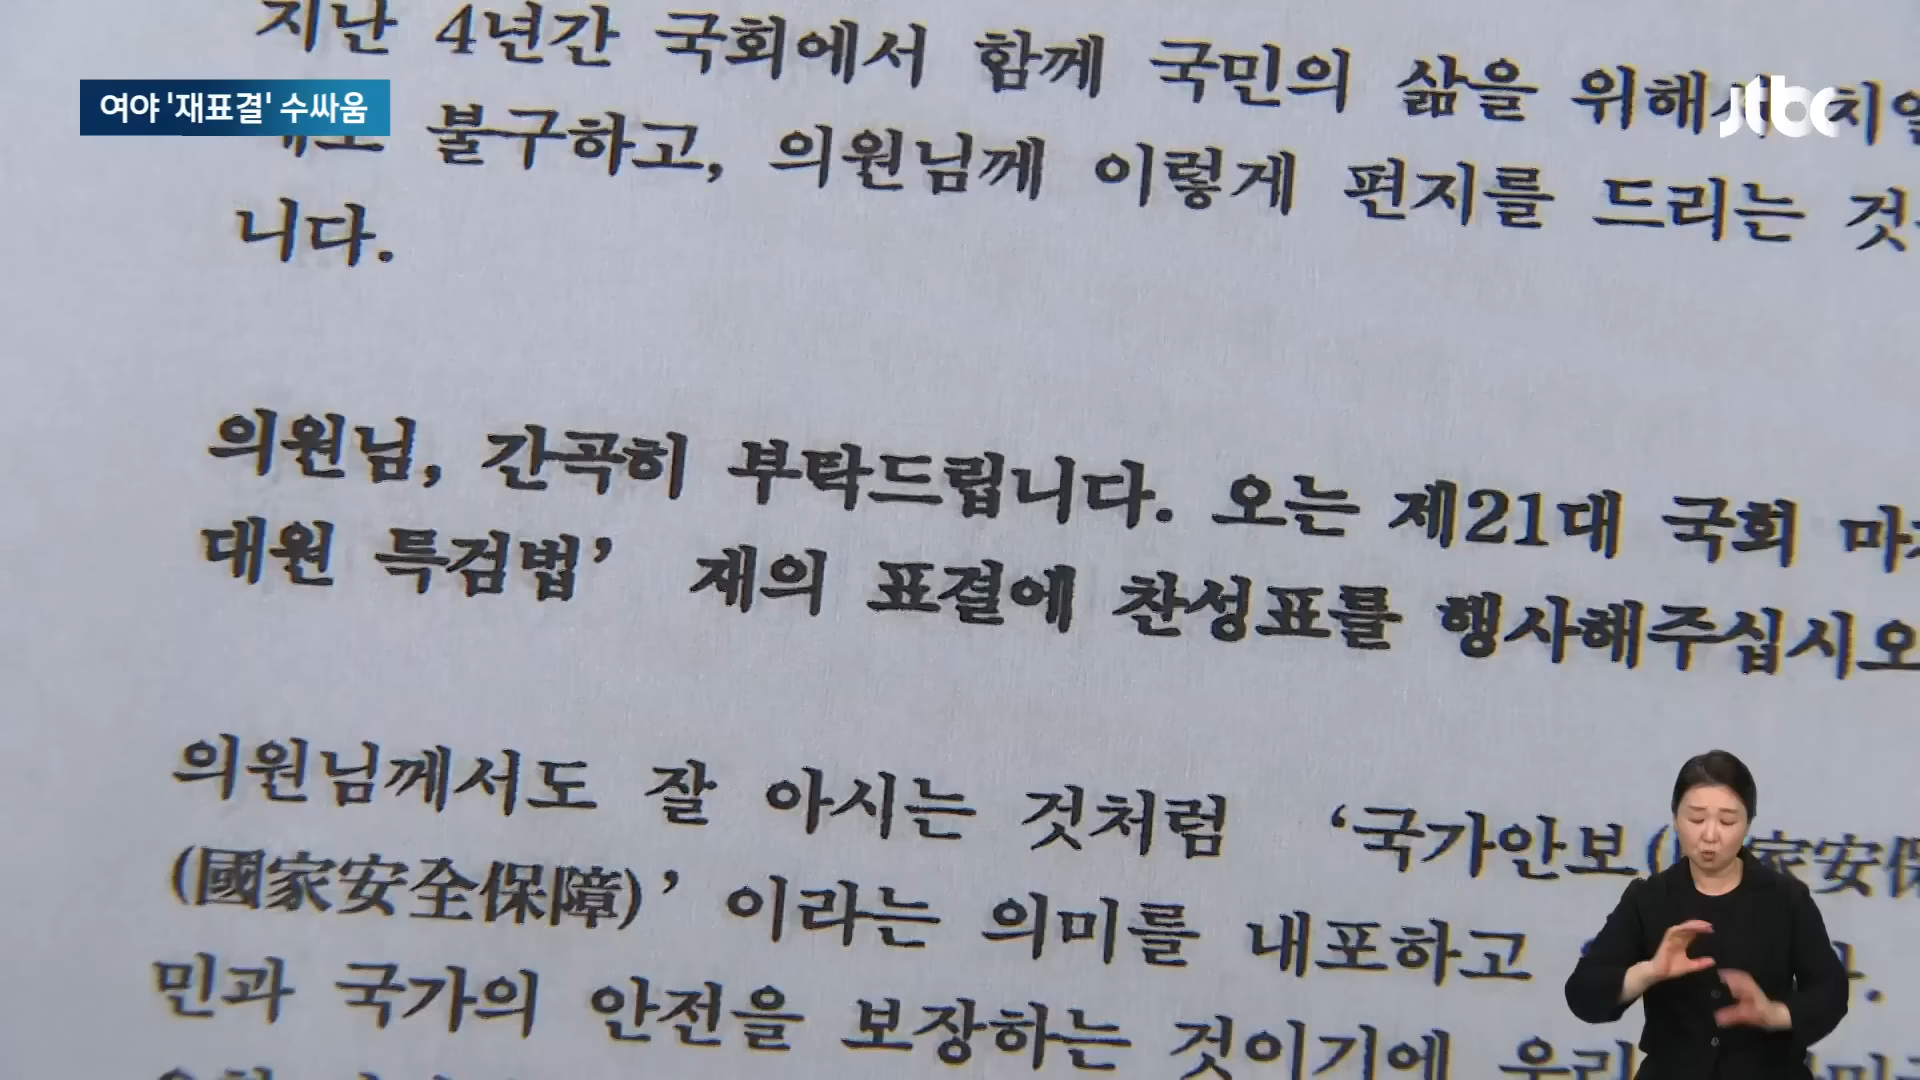 지난 4년간 국회에서 함께 국민의 삶을 위해서
여야 '재표결' 수싸움
jtbc
불구하고, 의원님께 이렇게 편지를 드리는
니다.
의원님, 간곡히 부탁드립니다. 오는 제21대 국회
대원 특검법’ 재의 표결에 찬성표를 행사해주십시오
의원님께서도 잘 아시는 것처럼 ‘국가안보(
(國家安全保障)’ 이라는 의미를 내포하고
민과 국가의 안전을 보장하는 것이기에